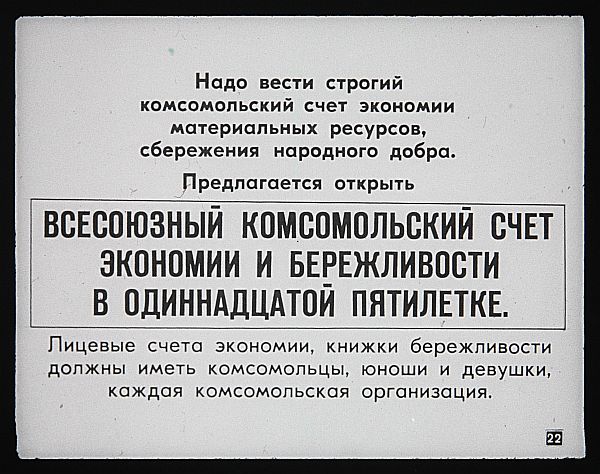 Надо вести строгий
комсомольский счет экономии
материальных ресурсов,
сбережения народного добра.
Предлагается открыть
ВСЕСОЮЗНЫЙ КОМСОМОЛЬСКИЙ СЧЕТ
ЭКОНОМИИ И БЕРЕЖЛИВОСТИ
В ОДИННАДЦАТОЙ ПЯТИЛЕТКЕ.
Лицевые счета экономии, книжки бережливости
должны иметь комсомольцы, юноши и девушки,
каждая комсомольская организация.
22